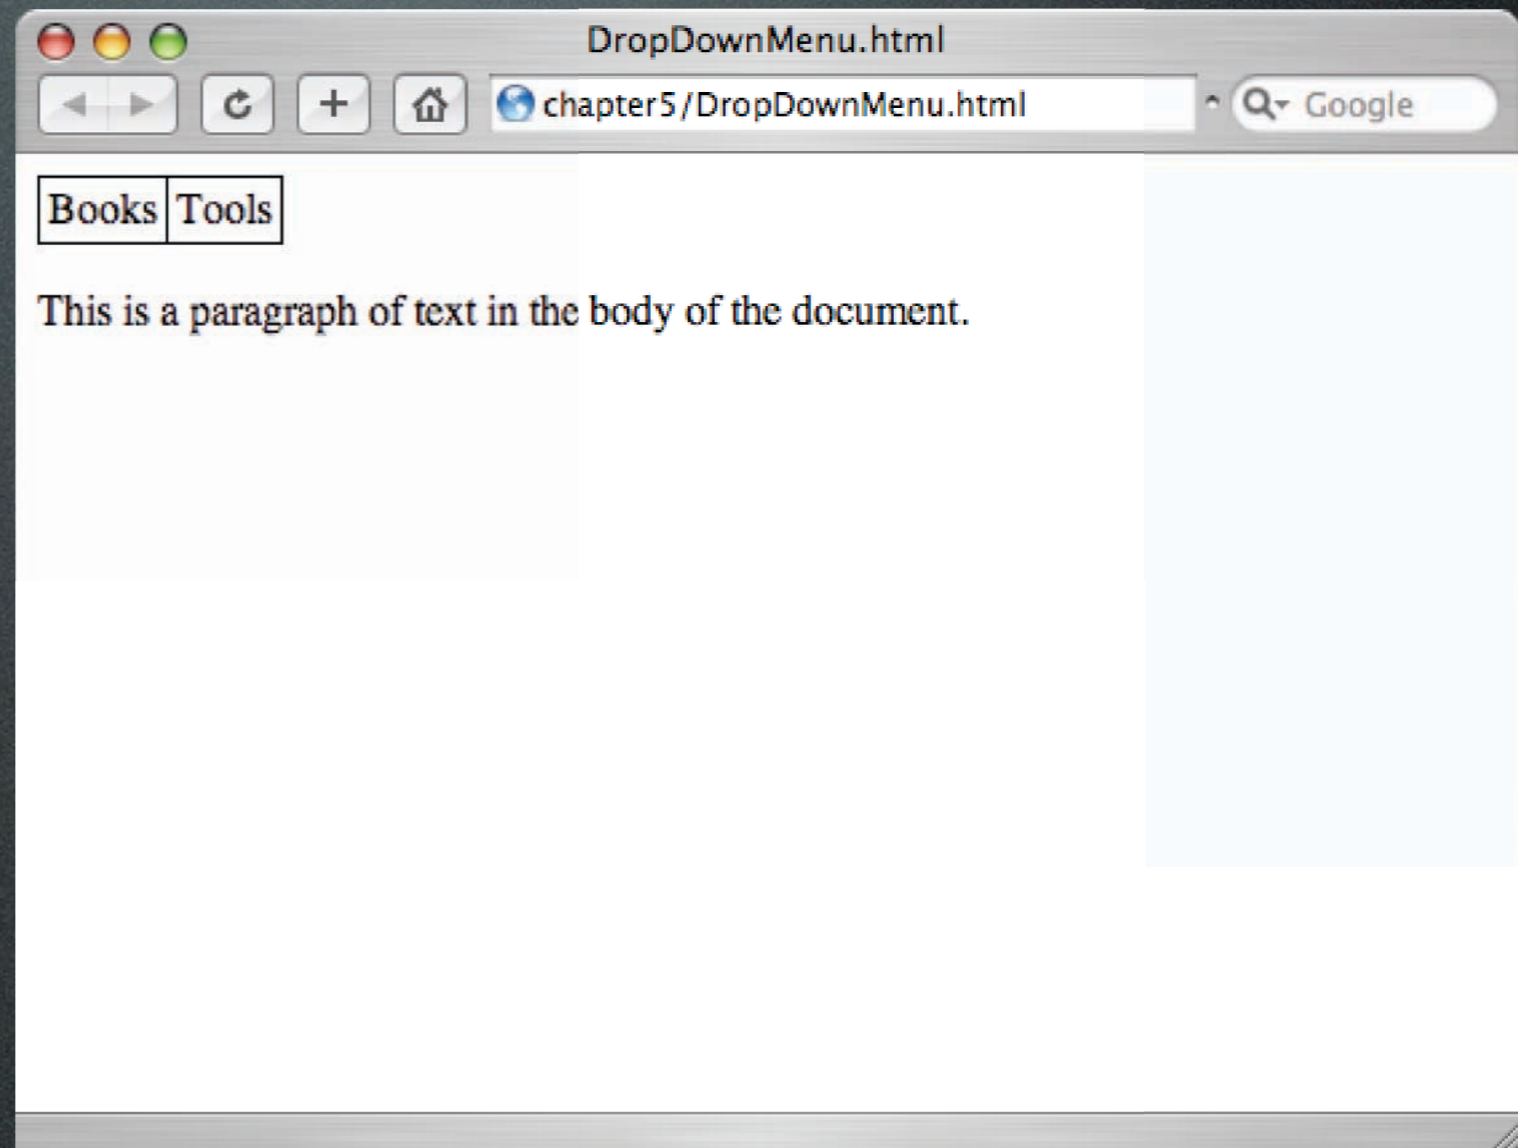 DropDownMenu.html
chapter5/DropDownMenu.html Google
Books Tools
This is a paragraph of text in the body of the document.